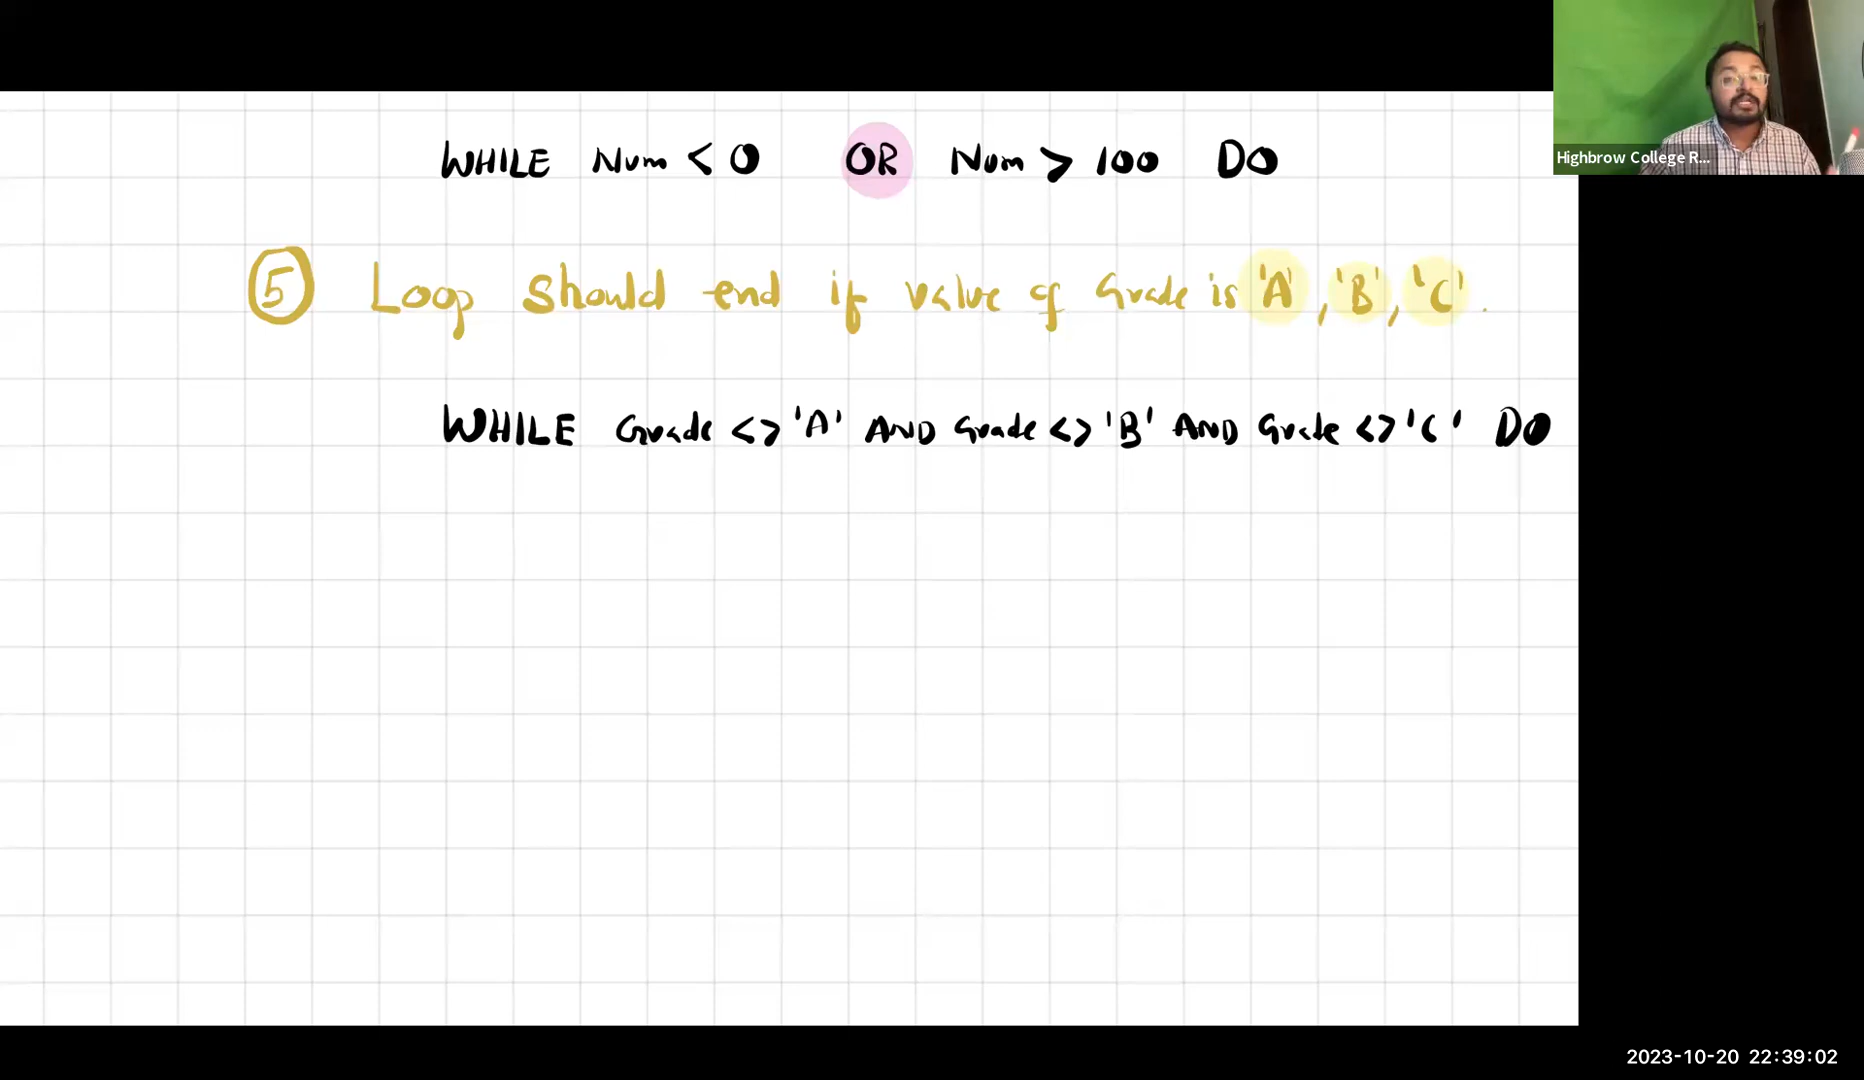 WHILE Num < 0 OR Num > 100 DO
Highbrow College R...
5 Loop should end if value of Grade is 'A', 'B', 'C'.
WHILE Grade <> 'A' AND Grade <> 'B' AND Grade <> 'C' DO
2023-10-20 22:39:02